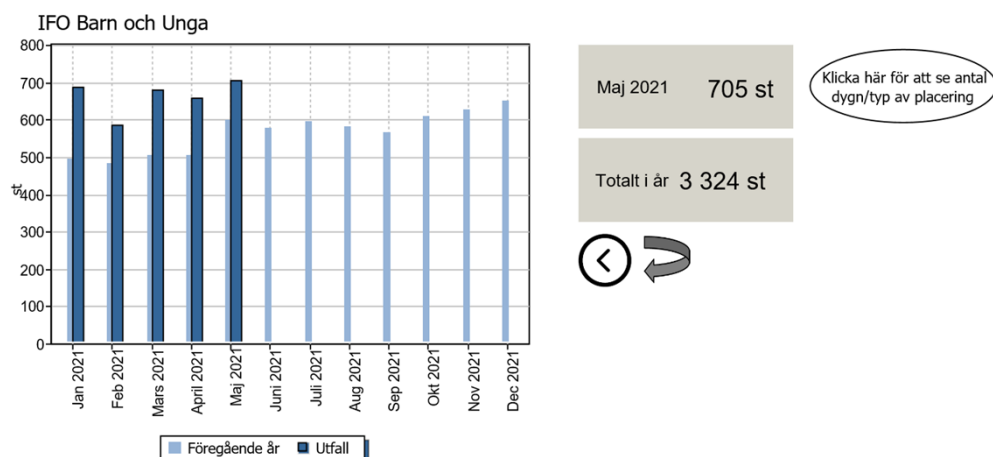 IFO Barn och Unga
800
700
600
500
400
300
200
100
0
st
Jan 2021
Feb 2021
Mars 2021
April 2021
Maj 2021
Juni 2021
Juli 2021
Aug 2021
Sep 2021
Okt 2021
Nov 2021
Dec 2021
Föregående år
Utfall
Maj 2021 705 st
Totalt i år 3 324 st
Klicka här för att se antal
dygn/typ av placering